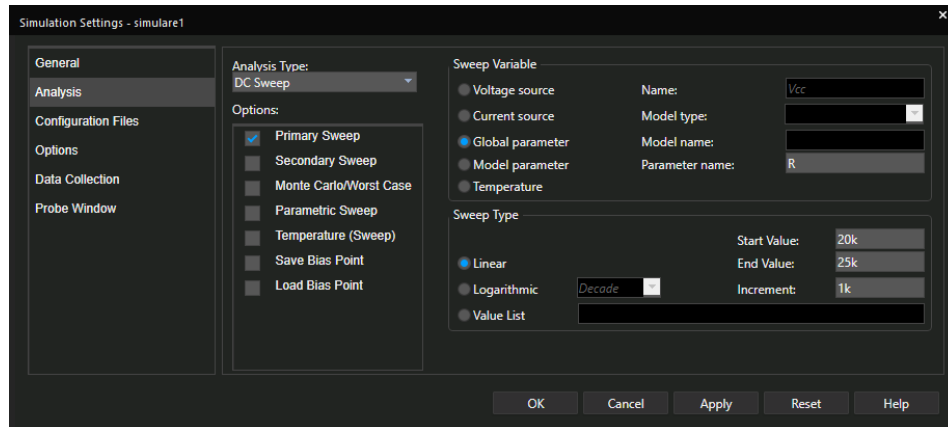 Simulation Settings - simulare1
General
Analysis
Configuration Files
Options
Data Collection
Probe Window
Analysis Type:
DC Sweep
Options:
Primary Sweep
Secondary Sweep
Monte Carlo/Worst Case
Parametric Sweep
Temperature (Sweep)
Save Bias Point
Load Bias Point
Sweep Variable
Voltage source Name: Vcc
Current source Model type:
Global parameter Model name:
Model parameter Parameter name: R
Temperature
Sweep Type
Start Value: 20k
Linear End Value: 25k
Logarithmic Decade Increment: 1k
Value List
OK Cancel Apply Reset Help